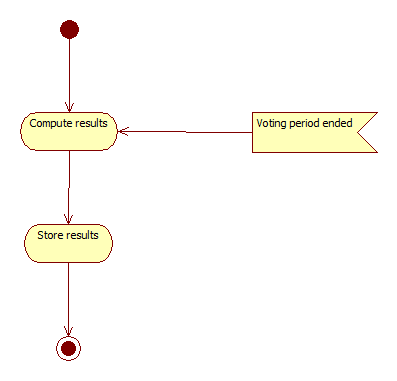 Compute results
Voting period ended
Store results